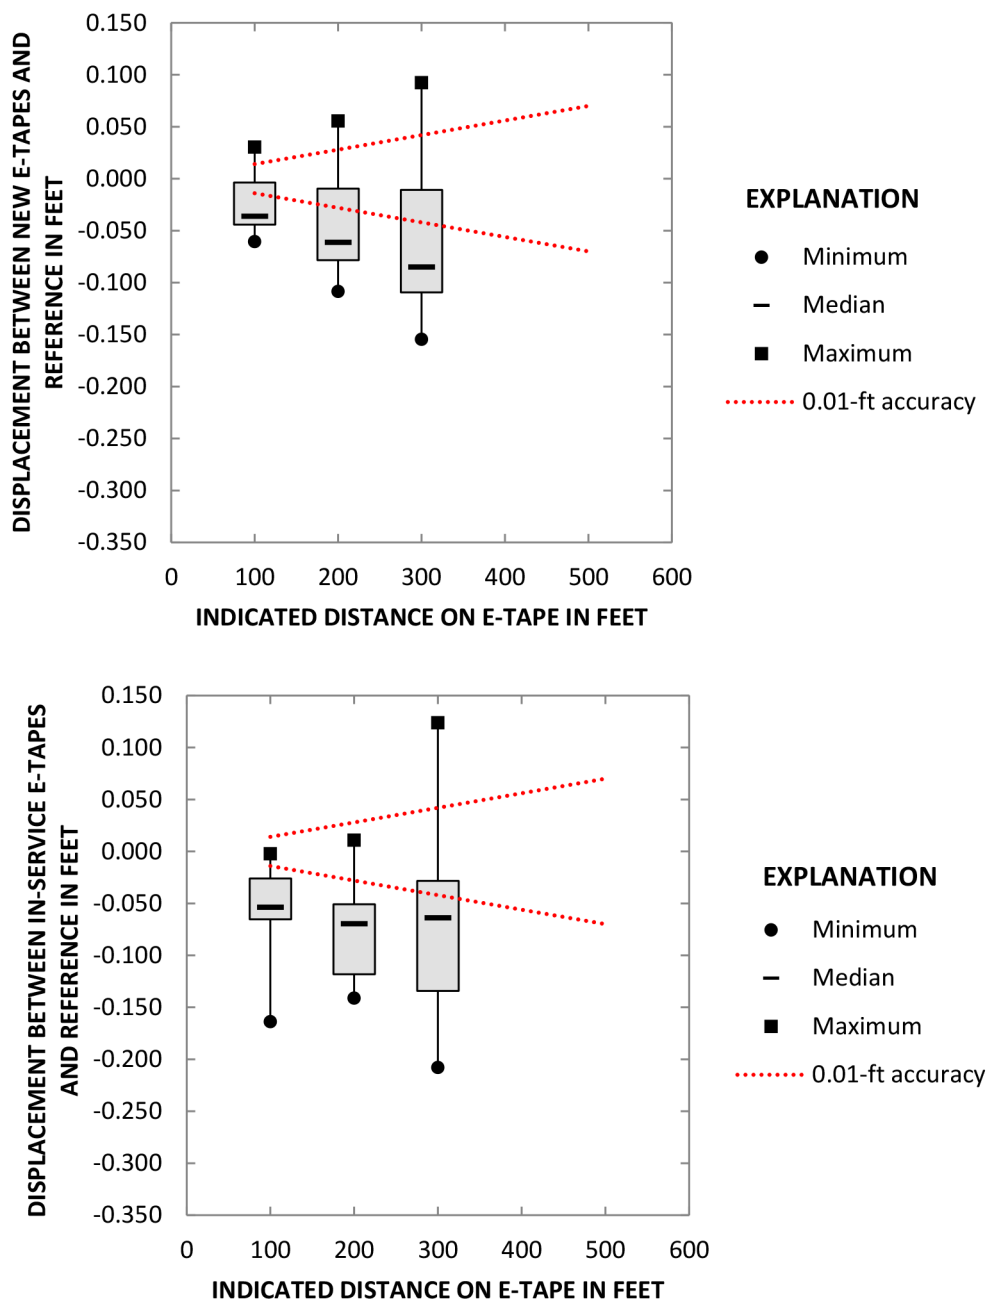 DISPLACEMENT BETWEEN NEW E-TAPES AND
REFERENCE IN FEET
0.150
0.100
0.050
0.000
-0.050
-0.100
-0.150
-0.200
-0.250
-0.300
-0.350
0 100 200 300 400 500 600
INDICATED DISTANCE ON E-TAPE IN FEET
EXPLANATION
Minimum
Median
Maximum
0.01-ft accuracy
DISPLACEMENT BETWEEN IN-SERVICE E-TAPES
AND REFERENCE IN FEET
0.150
0.100
0.050
0.000
-0.050
-0.100
-0.150
-0.200
-0.250
-0.300
-0.350
0 100 200 300 400 500 600
INDICATED DISTANCE ON E-TAPE IN FEET
EXPLANATION
Minimum
Median
Maximum
0.01-ft accuracy